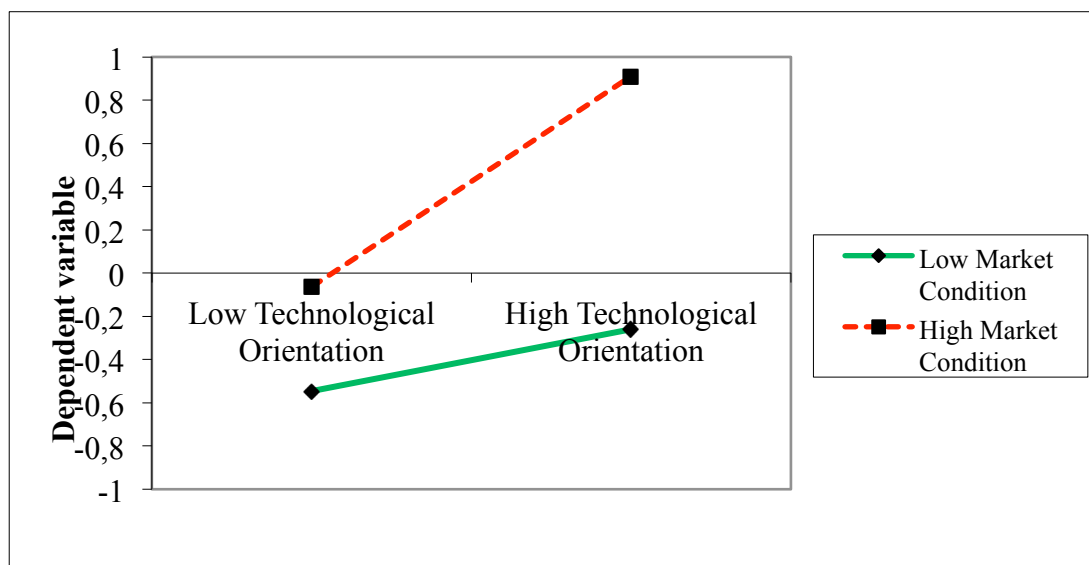 Dependent variable
1
0,8
0,6
0,4
0,2
0
-0,2
-0,4
-0,6
-0,8
-1
Low Technological
Orientation
High Technological
Orientation
Low Market
Condition
High Market
Condition